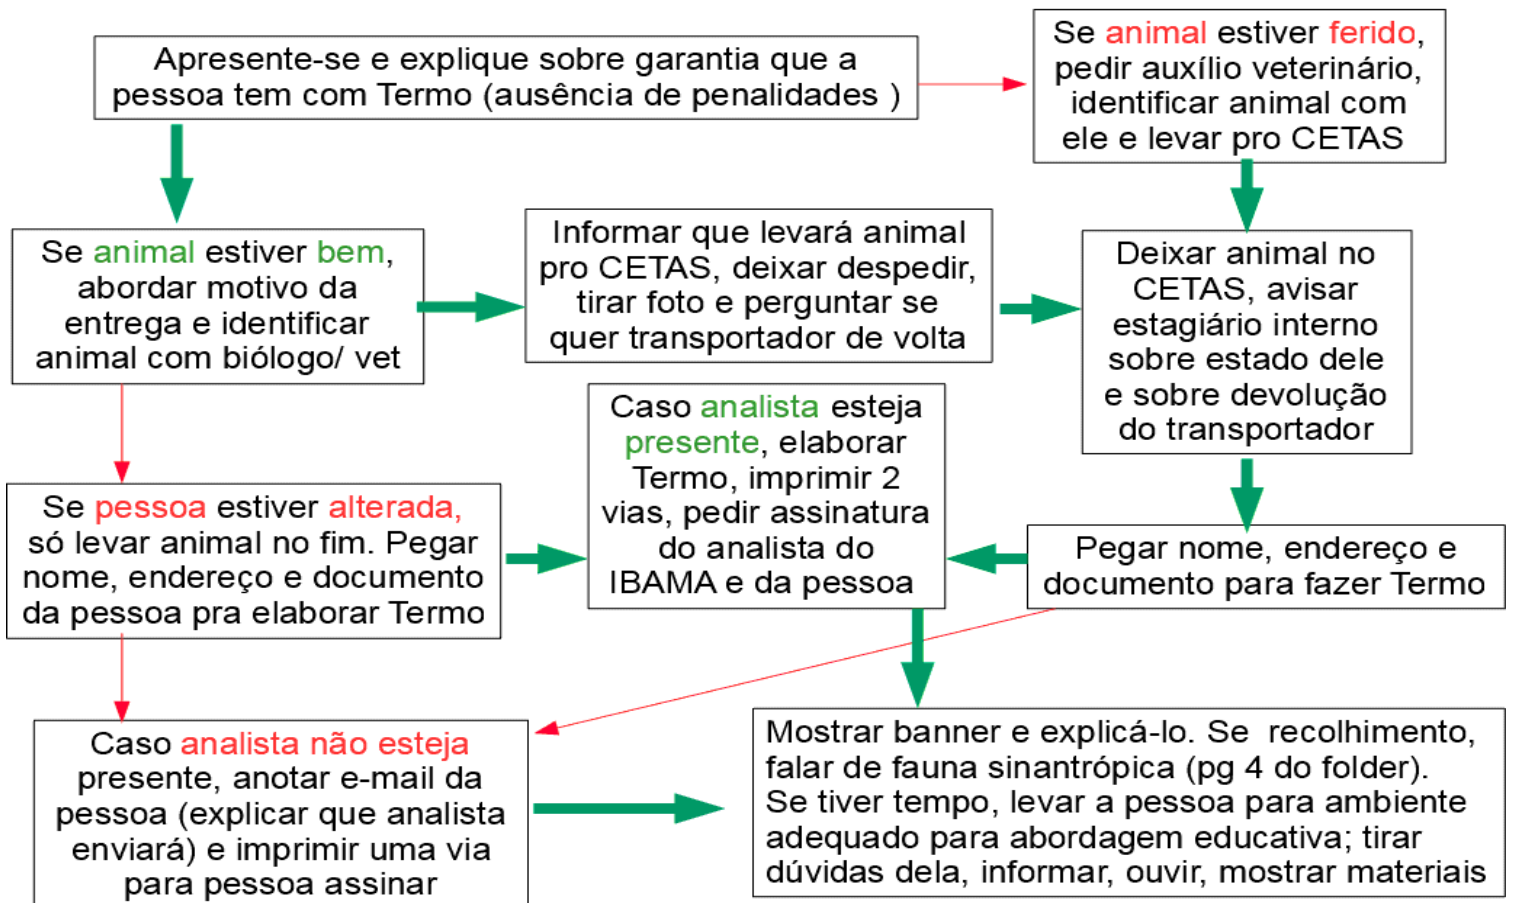 Apresente-se e explique sobre garantia que a
pessoa tem com Termo (ausência de penalidades )
Se animal estiver ferido,
pedir auxílio veterinário,
identificar animal com
ele e levar pro CETAS
Se animal estiver bem,
abordar motivo da
entrega e identificar
animal com biólogo/ vet
Informar que levará animal
pro CETAS, deixar despedir,
tirar foto e perguntar se
quer transportador de volta
Deixar animal no
CETAS, avisar
estagiário interno
sobre estado dele
e sobre devolução
do transportador
Caso analista esteja
presente, elaborar
Termo, imprimir 2
vias, pedir assinatura
do analista do
IBAMA e da pessoa
Se pessoa estiver alterada,
só levar animal no fim. Pegar
nome, endereço e documento
da pessoa pra elaborar Termo
Pegar nome, endereço e
documento para fazer Termo
Caso analista não esteja
presente, anotar e-mail da
pessoa (explicar que analista
enviará) e imprimir uma via
para pessoa assinar
Mostrar banner e explicá-lo. Se  recolhimento,
falar de fauna sinantrópica (pg 4 do folder).
Se tiver tempo, levar a pessoa para ambiente
adequado para abordagem educativa; tirar
dúvidas dela, informar, ouvir, mostrar materiais